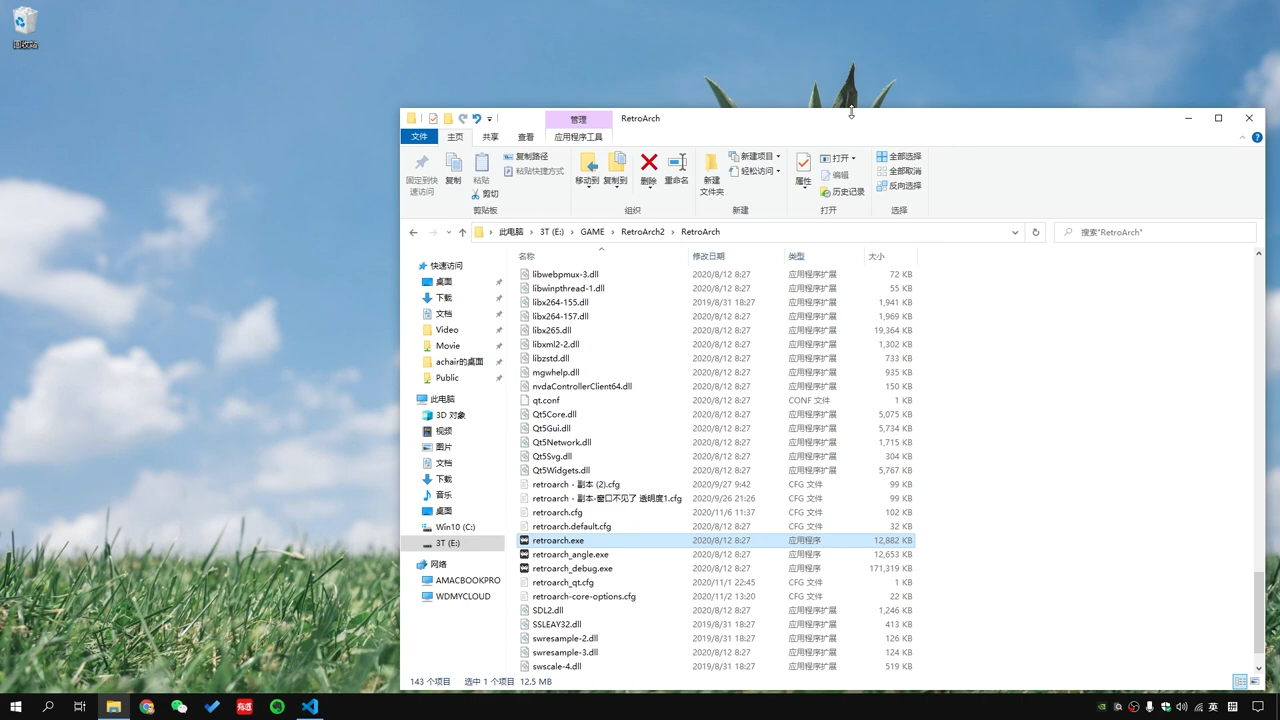 回收站
管理
RetroArch
文件
主页
共享
查看
应用程序工具
固定到快速访问
复制
粘贴
复制路径
粘贴快捷方式
剪切
剪贴板
移动到
复制到
删除
重命名
组织
新建
文件夹
新建项目
轻松访问
新建
属性
打开
编辑
历史记录
打开
全部选择
全部取消
反向选择
选择
此电脑 > 3T (E:) > GAME > RetroArch2 > RetroArch
搜索"RetroArch"
快速访问
桌面
下载
文档
Video
Movie
achair的桌面
Public
此电脑
3D 对象
视频
图片
文档
下载
音乐
桌面
Win10 (C:)
3T (E:)
网络
AMACBOOKPRO
WDMYCLOUD
名称 修改日期 类型 大小
libwebpmux-3.dll 2020/8/12 8:27 应用程序扩展 72 KB
libwinpthread-1.dll 2020/8/12 8:27 应用程序扩展 55 KB
libx264-155.dll 2019/8/31 18:27 应用程序扩展 1,941 KB
libx264-157.dll 2020/8/12 8:27 应用程序扩展 1,969 KB
libx265.dll 2020/8/12 8:27 应用程序扩展 19,364 KB
libxml2-2.dll 2020/8/12 8:27 应用程序扩展 1,302 KB
libzstd.dll 2020/8/12 8:27 应用程序扩展 733 KB
mgwhelp.dll 2020/8/12 8:27 应用程序扩展 935 KB
nvdaControllerClient64.dll 2020/8/12 8:27 应用程序扩展 150 KB
qt.conf 2020/8/12 8:27 CONF 文件 1 KB
Qt5Core.dll 2020/8/12 8:27 应用程序扩展 5,075 KB
Qt5Gui.dll 2020/8/12 8:27 应用程序扩展 5,734 KB
Qt5Network.dll 2020/8/12 8:27 应用程序扩展 1,715 KB
Qt5Svg.dll 2020/8/12 8:27 应用程序扩展 304 KB
Qt5Widgets.dll 2020/8/12 8:27 应用程序扩展 5,767 KB
retroarch - 副本 (2).cfg 2020/9/27 9:42 CFG 文件 99 KB
retroarch - 副本-窗口不见了 透明度1.cfg 2020/9/26 21:26 CFG 文件 99 KB
retroarch.cfg 2020/11/6 11:37 CFG 文件 102 KB
retroarch.default.cfg 2020/8/12 8:27 CFG 文件 32 KB
retroarch.exe 2020/8/12 8:27 应用程序 12,882 KB
retroarch_angle.exe 2020/8/12 8:27 应用程序 12,653 KB
retroarch_debug.exe 2020/8/12 8:27 应用程序 171,319 KB
retroarch_qt.cfg 2020/11/1 22:45 CFG 文件 1 KB
retroarch-core-options.cfg 2020/11/2 13:20 CFG 文件 22 KB
SDL2.dll 2020/8/12 8:27 应用程序扩展 1,246 KB
SSLEAY32.dll 2019/8/31 18:27 应用程序扩展 413 KB
swresample-2.dll 2019/8/31 18:27 应用程序扩展 126 KB
swresample-3.dll 2020/8/12 8:27 应用程序扩展 124 KB
swscale-4.dll 2019/8/31 18:27 应用程序扩展 519 KB
143 个项目 选中 1 个项目 12.5 MB
有道
英
拼